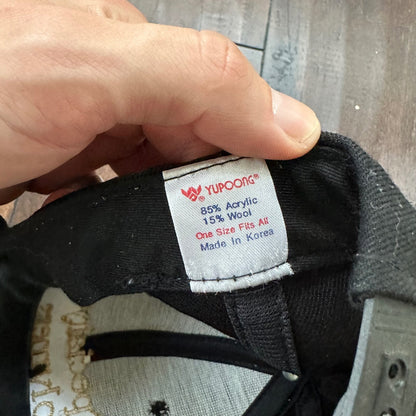 YUPOONG®
85% Acrylic
15% Wool
One Size Fits All
Made In Korea